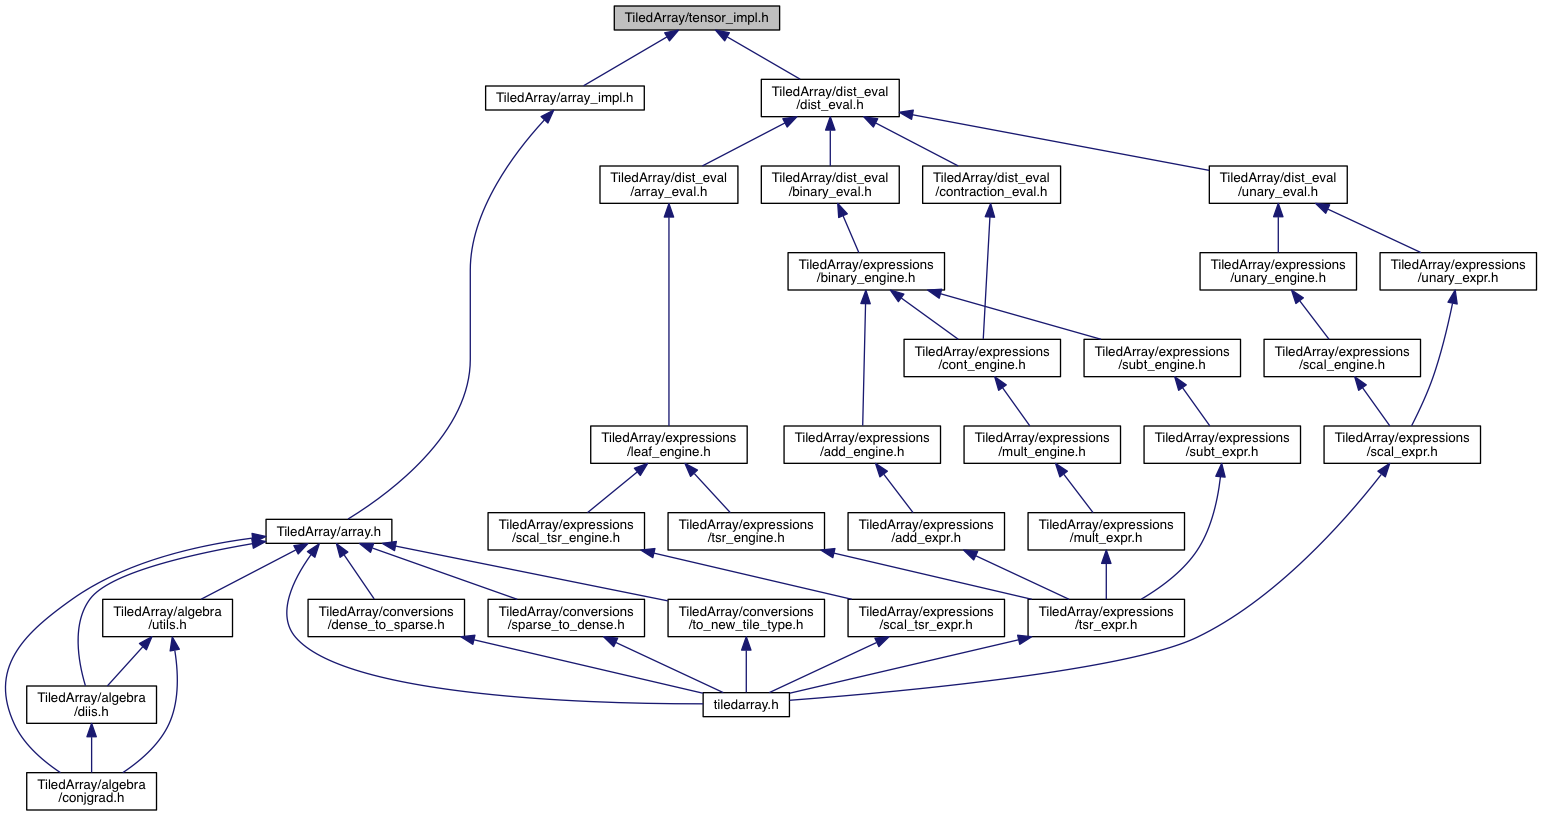 TiledArray/tensor_impl.h
TiledArray/array_impl.h
TiledArray/dist_eval
/dist_eval.h
TiledArray/dist_eval
/array_eval.h
TiledArray/dist_eval
/binary_eval.h
TiledArray/dist_eval
/contraction_eval.h
TiledArray/dist_eval
/unary_eval.h
TiledArray/expressions
/binary_engine.h
TiledArray/expressions
/unary_engine.h
TiledArray/expressions
/unary_expr.h
TiledArray/expressions
/cont_engine.h
TiledArray/expressions
/subt_engine.h
TiledArray/expressions
/scal_engine.h
TiledArray/expressions
/leaf_engine.h
TiledArray/expressions
/add_engine.h
TiledArray/expressions
/mult_engine.h
TiledArray/expressions
/subt_expr.h
TiledArray/expressions
/scal_expr.h
TiledArray/array.h
TiledArray/expressions
/scal_tsr_engine.h
TiledArray/expressions
/tsr_engine.h
TiledArray/expressions
/add_expr.h
TiledArray/expressions
/mult_expr.h
TiledArray/algebra
/utils.h
TiledArray/conversions
/dense_to_sparse.h
TiledArray/conversions
/sparse_to_dense.h
TiledArray/conversions
/to_new_tile_type.h
TiledArray/expressions
/scal_tsr_expr.h
TiledArray/expressions
/tsr_expr.h
TiledArray/algebra
/diis.h
tiledarray.h
TiledArray/algebra
/conjgrad.h